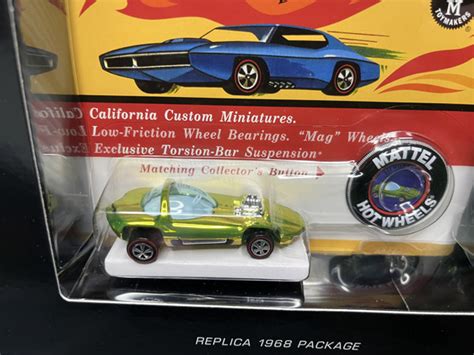 M
TOYMAKERS
California Custom Miniatures.
Low-Friction Wheel Bearings. "Mag" Wheels.
Exclusive Torsion-Bar Suspension
Matching Collector's Button
MATTEL
HOT WHEELS
REPLICA 1968 PACKAGE